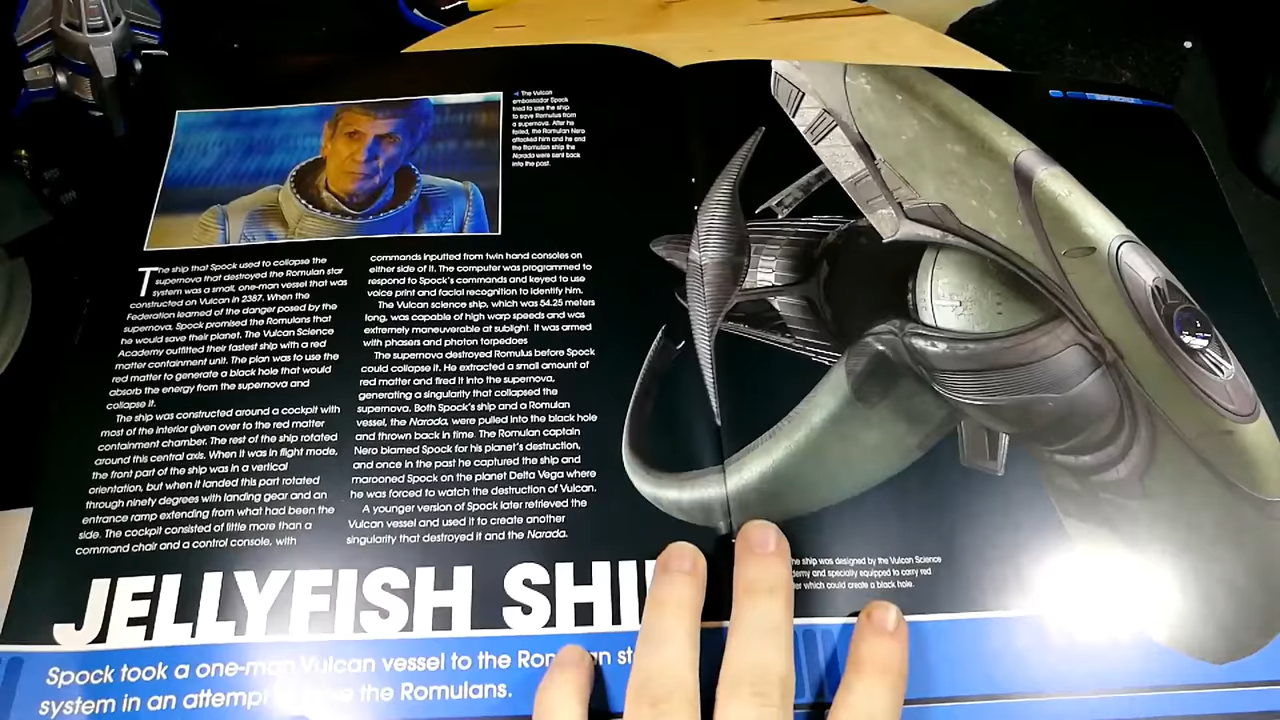 The Vulcan
ambassador Spock
tried to use the ship
to save Romulus from
a supernova. After he
failed, the Romulan Nero
attacked him and he and
the Romulan ship the
Narada were sent back
into the past.
The ship that Spock used to collapse the
supernova that destroyed the Romulan star
system was a small, one-man vessel that was
constructed on Vulcan in 2387. When the
Federation learned of the danger posed by the
supernova, Spock promised the Romulans that
he would save their planet. The Vulcan Science
Academy outfitted their fastest ship with a red
matter containment unit. The plan was to use the
red matter to generate a black hole that would
absorb the energy from the supernova and
collapse it.
The ship was constructed around a cockpit with
most of the interior given over to the red matter
containment chamber. The rest of the ship rotated
around this central axis. When it was in flight mode,
the front part of the ship was in a vertical
orientation, but when it landed this part rotated
through ninety degrees with landing gear and an
entrance ramp extending from what had been the
side. The cockpit consisted of little more than a
command chair and a control console, with
commands inputted from twin hand consoles on
either side of it. The computer was programmed to
respond to Spock's commands and keyed to use
voice print and facial recognition to identify him.
The Vulcan science ship, which was 54.25 meters
long, was capable of high warp speeds and was
extremely maneuverable at sublight. It was armed
with phasers and photon torpedoes
The supernova destroyed Romulus before Spock
could collapse it. He extracted a small amount of
red matter and fired it into the supernova,
generating a singularity that collapsed the
supernova. Both Spock's ship and a Romulan
vessel, the Narada, were pulled into the black hole
and thrown back in time. The Romulan captain
Nero blamed Spock for his planet's destruction,
and once in the past he captured the ship and
marooned Spock on the planet Delta Vega where
he was forced to watch the destruction of Vulcan.
A younger version of Spock later retrieved the
Vulcan vessel and used it to create another
singularity that destroyed it and the Narada.
he ship was designed by the Vulcan Science
and specially equipped to carry red
which could create a black hole.
JELLYFISH SHI
Spock took a one-man Vulcan vessel to the
system in an the Romulans.